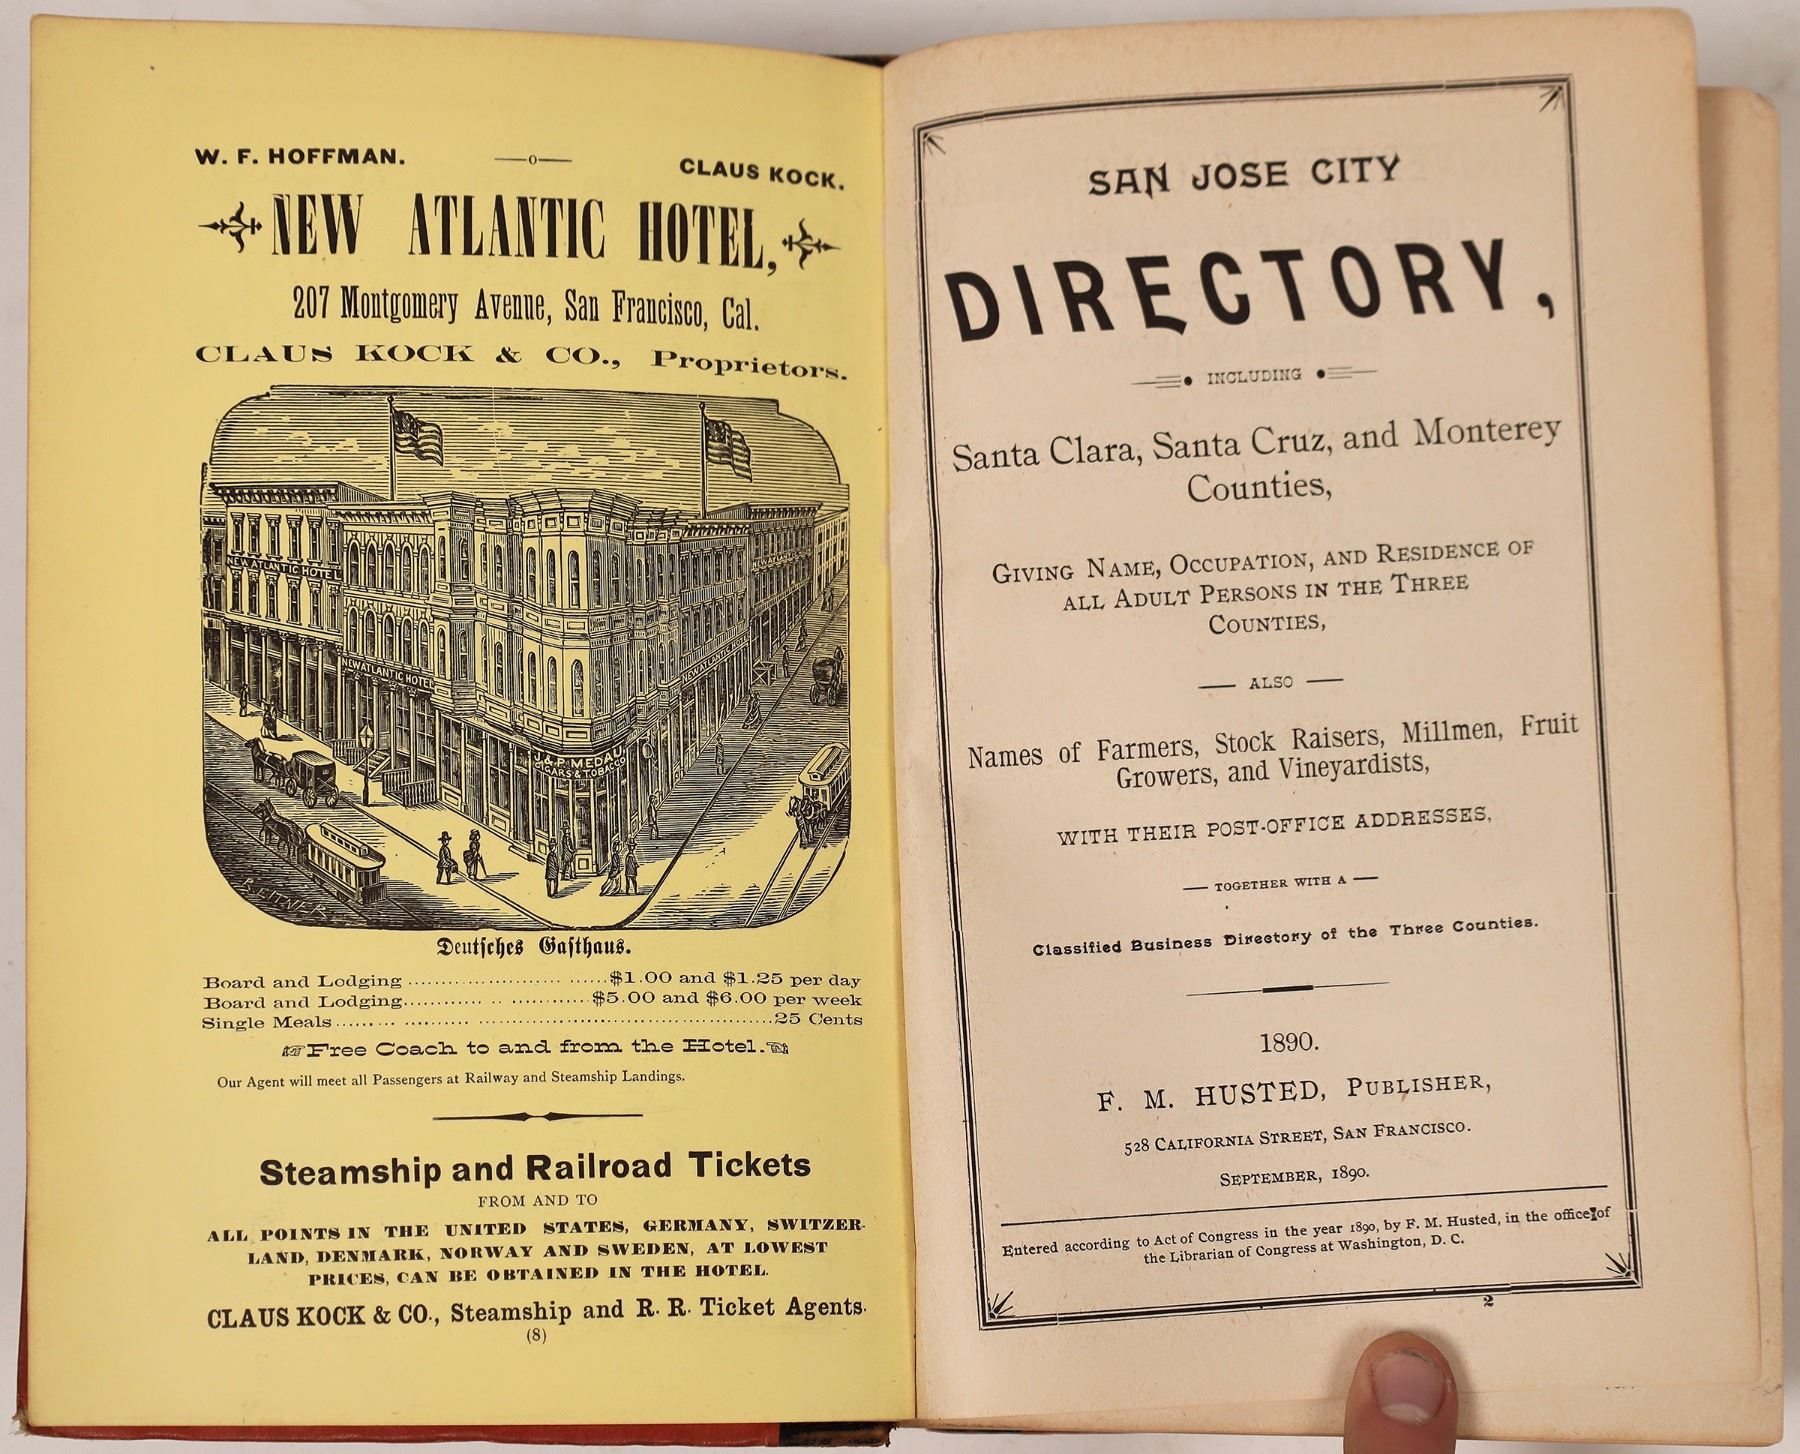 W. F. HOFFMAN. —o— CLAUS KOCK.
NEW ATLANTIC HOTEL,
207 Montgomery Avenue, San Francisco, Cal.
CLAUS KOCK & CO., Proprietors.
NEW ATLANTIC HOTEL
NEW ATLANTIC HOTEL
NEW ATLANTIC
J. & P. MEDAU
CIGARS & TOBACCO
Deutsches Gasthaus.
Board and Lodging ........................... $1.00 and $1.25 per day
Board and Lodging........................... $5.00 and $6.00 per week
Single Meals ........................... 25 Cents
☞Free Coach to and from the Hotel.☜
Our Agent will meet all Passengers at Railway and Steamship Landings.
Steamship and Railroad Tickets
FROM AND TO
ALL POINTS IN THE UNITED STATES, GERMANY, SWITZER-
LAND, DENMARK, NORWAY AND SWEDEN, AT LOWEST
PRICES, CAN BE OBTAINED IN THE HOTEL.
CLAUS KOCK & CO., Steamship and R. R. Ticket Agents.
(8)
SAN JOSE CITY
DIRECTORY,
INCLUDING
Santa Clara, Santa Cruz, and Monterey
Counties,
GIVING NAME, OCCUPATION, AND RESIDENCE OF
ALL ADULT PERSONS IN THE THREE
COUNTIES,
— ALSO —
Names of Farmers, Stock Raisers, Millmen, Fruit
Growers, and Vineyardists,
WITH THEIR POST-OFFICE ADDRESSES,
— TOGETHER WITH A —
Classified Business Directory of the Three Counties.
1890.
F. M. HUSTED, PUBLISHER,
528 CALIFORNIA STREET, SAN FRANCISCO.
SEPTEMBER, 1890.
Entered according to Act of Congress in the year 1890, by F. M. Husted, in the office of
the Librarian of Congress at Washington, D. C.
2